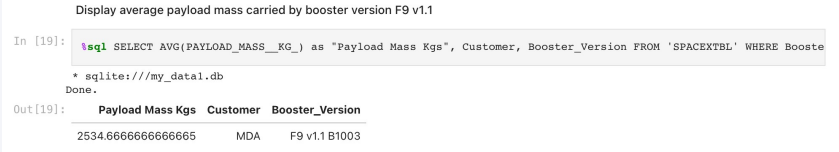 Display average payload mass carried by booster version F9 v1.1
In [19]: %sql SELECT AVG(PAYLOAD_MASS__KG_) as "Payload Mass Kgs", Customer, Booster_Version FROM 'SPACEXTBL' WHERE Booste
* sqlite:///my_data1.db
Done.
Out[19]: Payload Mass Kgs Customer Booster_Version
2534.6666666666665 MDA F9 v1.1 B1003